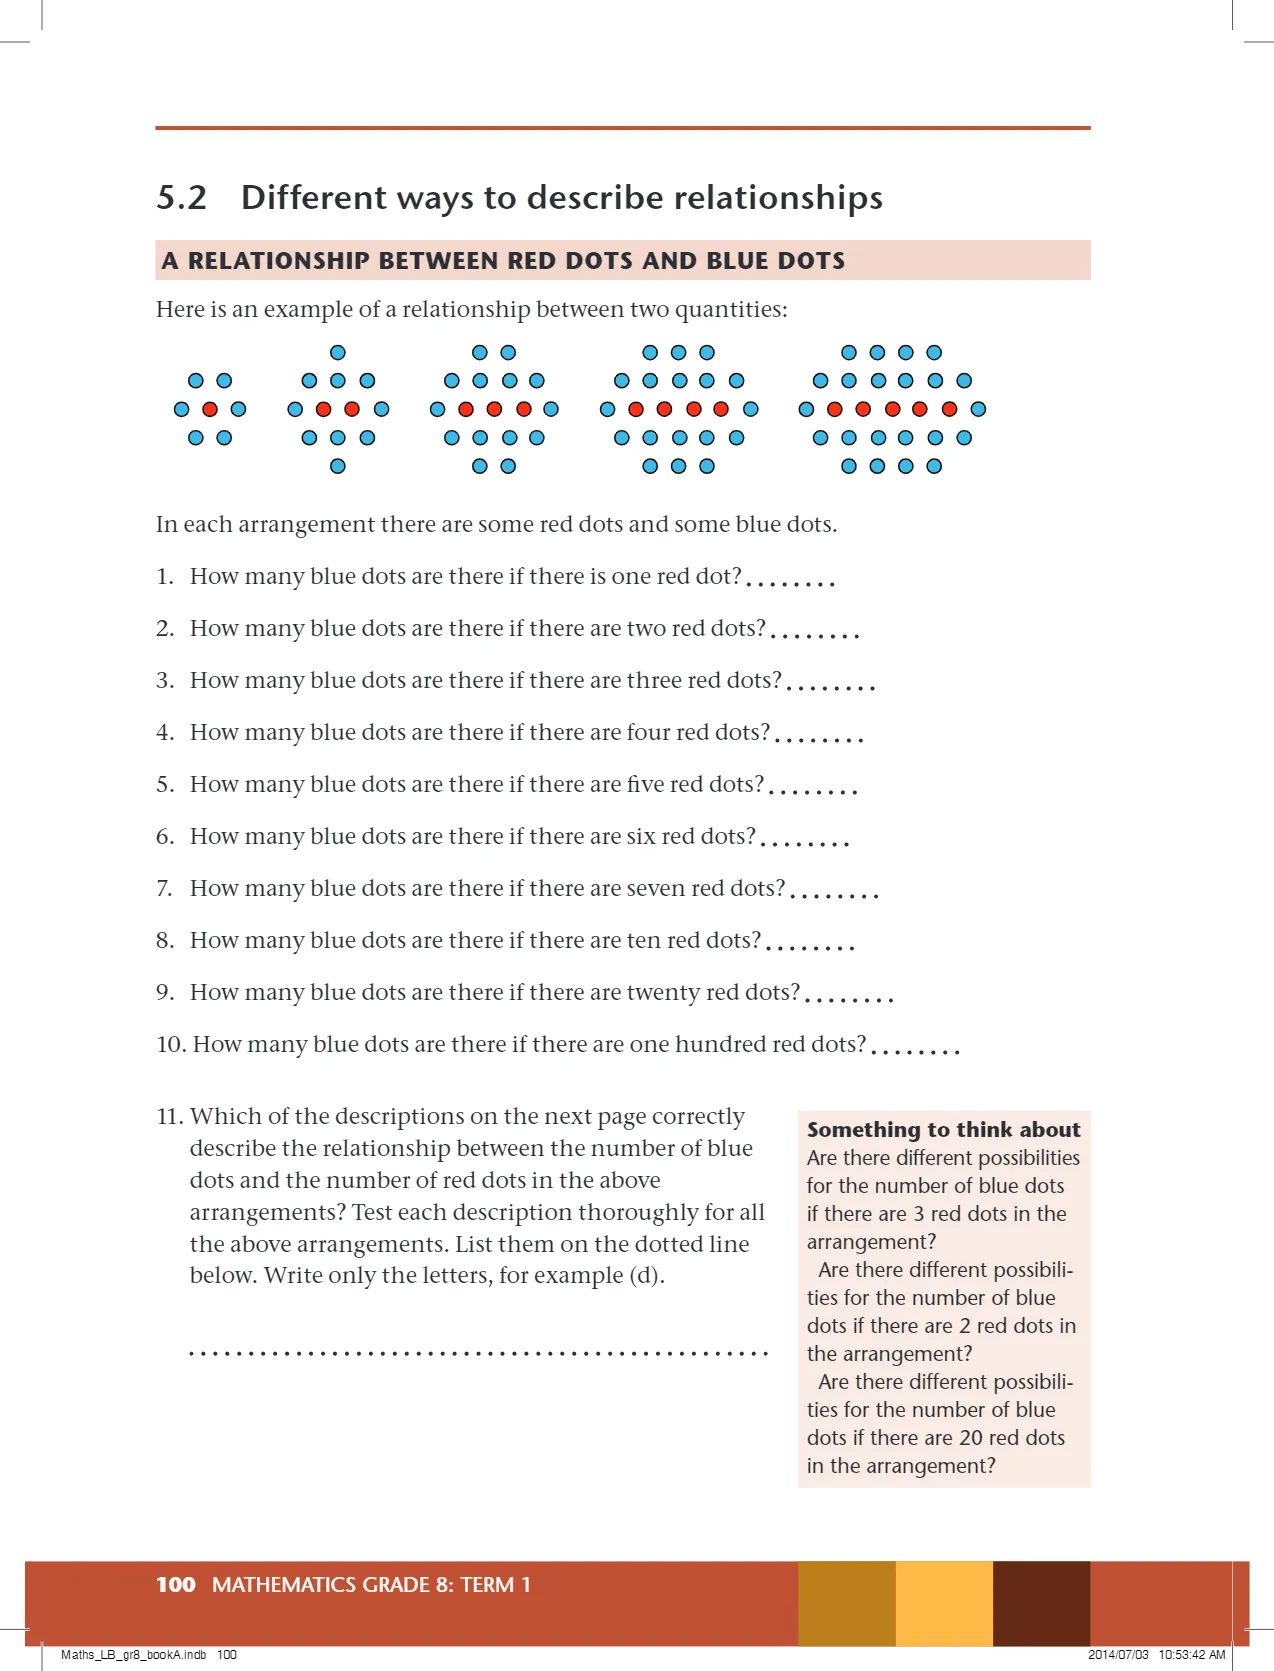 5.2 Different ways to describe relationships
A RELATIONSHIP BETWEEN RED DOTS AND BLUE DOTS
Here is an example of a relationship between two quantities:
In each arrangement there are some red dots and some blue dots.
1. How many blue dots are there if there is one red dot? . . . . . . . .
2. How many blue dots are there if there are two red dots? . . . . . . . .
3. How many blue dots are there if there are three red dots? . . . . . . . .
4. How many blue dots are there if there are four red dots? . . . . . . . .
5. How many blue dots are there if there are five red dots? . . . . . . . .
6. How many blue dots are there if there are six red dots? . . . . . . . .
7. How many blue dots are there if there are seven red dots? . . . . . . . .
8. How many blue dots are there if there are ten red dots? . . . . . . . .
9. How many blue dots are there if there are twenty red dots? . . . . . . . .
10. How many blue dots are there if there are one hundred red dots? . . . . . . . .
11. Which of the descriptions on the next page correctly
describe the relationship between the number of blue
dots and the number of red dots in the above
arrangements? Test each description thoroughly for all
the above arrangements. List them on the dotted line
below. Write only the letters, for example (d).
. . . . . . . . . . . . . . . . . . . . . . . . . . . . . . . . . . . . . . . . . . . . . . . . .
Something to think about
Are there different possibilities
for the number of blue dots
if there are 3 red dots in the
arrangement?
Are there different possibili-
ties for the number of blue
dots if there are 2 red dots in
the arrangement?
Are there different possibili-
ties for the number of blue
dots if there are 20 red dots
in the arrangement?
100 MATHEMATICS GRADE 8: TERM 1
Maths_LB_gr8_bookA.indb 100
2014/07/03 10:53:42 AM